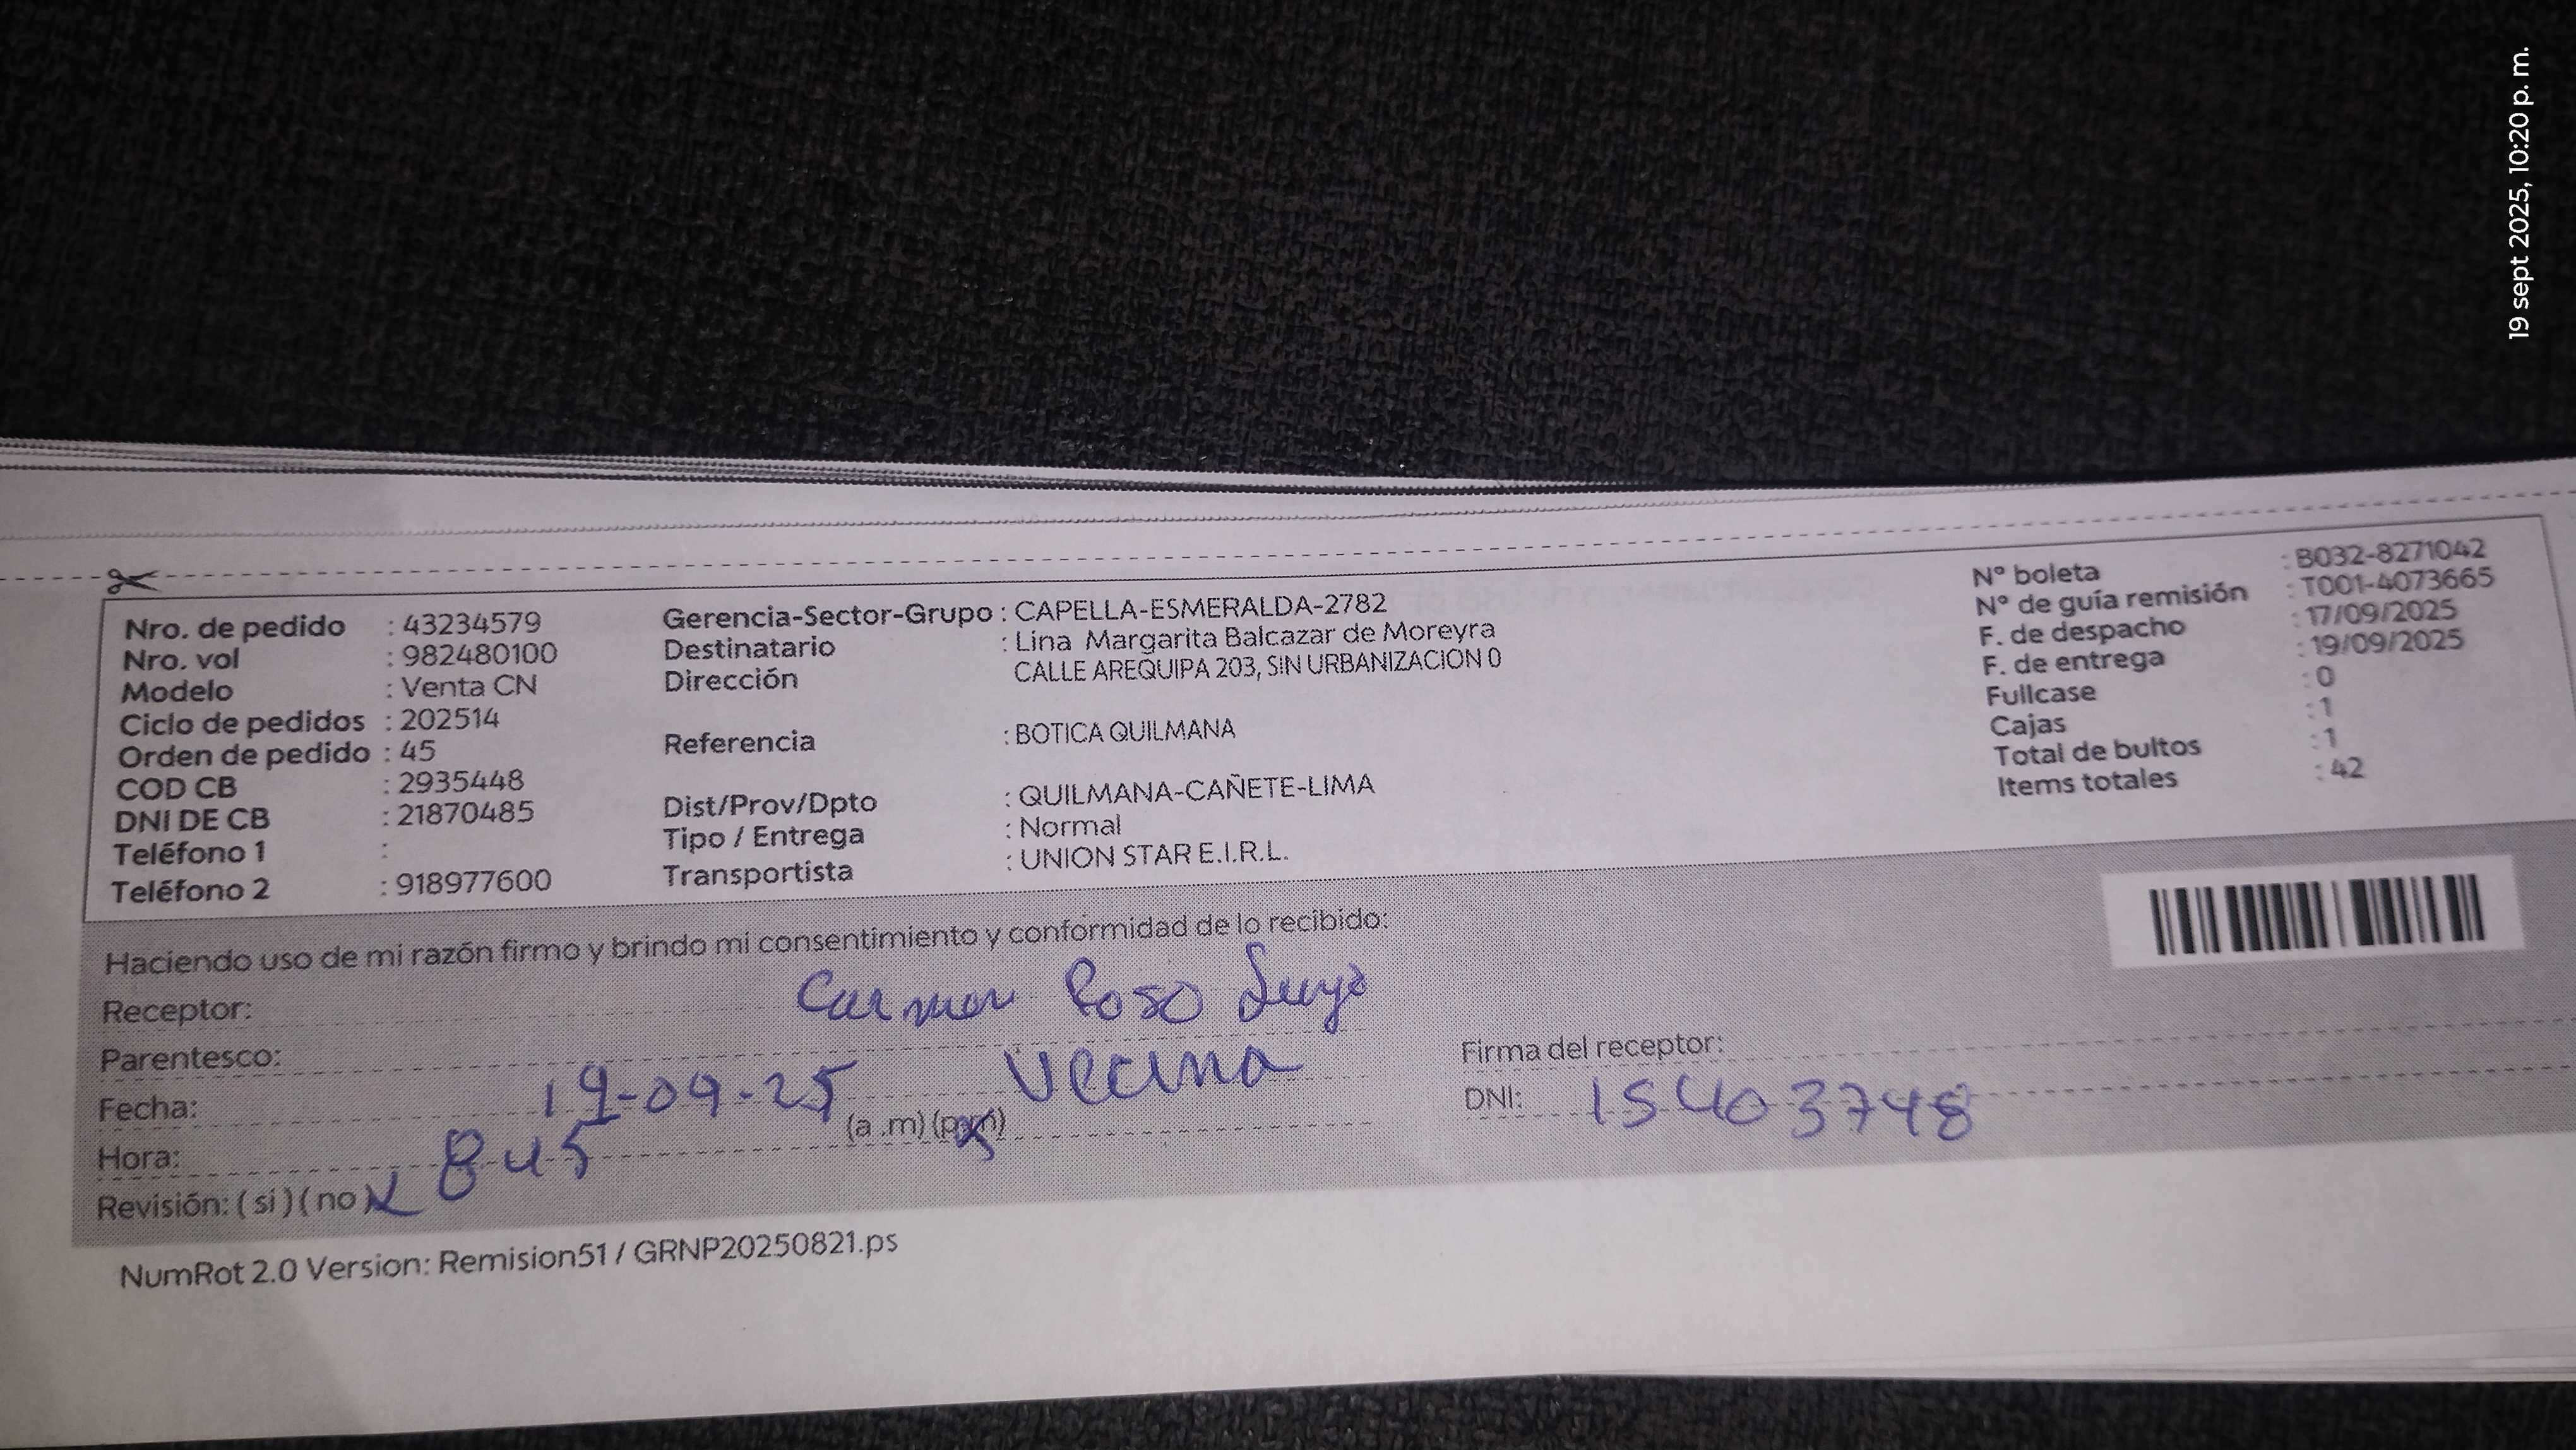 19 sept 2025, 10:20 p. m.
Nro. de pedido : 43234579
Nro. vol : 982480100
Modelo : Venta CN
Ciclo de pedidos : 202514
Orden de pedido : 45
COD CB : 2935448
DNI DE CB : 21870485
Teléfono 1 :
Teléfono 2 : 918977600
Gerencia-Sector-Grupo : CAPELLA-ESMERALDA-2782
Destinatario : Lina Margarita Balcazar de Moreyra
Dirección CALLE AREQUIPA 203, SIN URBANIZACION 0
Referencia : BOTICA QUILMANA
Dist/Prov/Dpto : QUILMANA-CAÑETE-LIMA
Tipo / Entrega : Normal
Transportista : UNION STAR E.I.R.L.
N° boleta : B032-8271042
N° de guía remisión : T001-4073665
F. de despacho : 17/09/2025
F. de entrega : 19/09/2025
Fullcase : 0
Cajas : 1
Total de bultos : 1
Items totales : 42
Haciendo uso de mi razón firmo y brindo mi consentimiento y conformidad de lo recibido:
Receptor: Carmen
Parentesco: Vecina
Fecha: 19-09-25
Hora: 845 (a .m) (p.m)
Revisión: ( si ) ( no )
Firma del receptor:
DNI: 15403748
NumRot 2.0 Version: Remision51 / GRNP20250821.ps